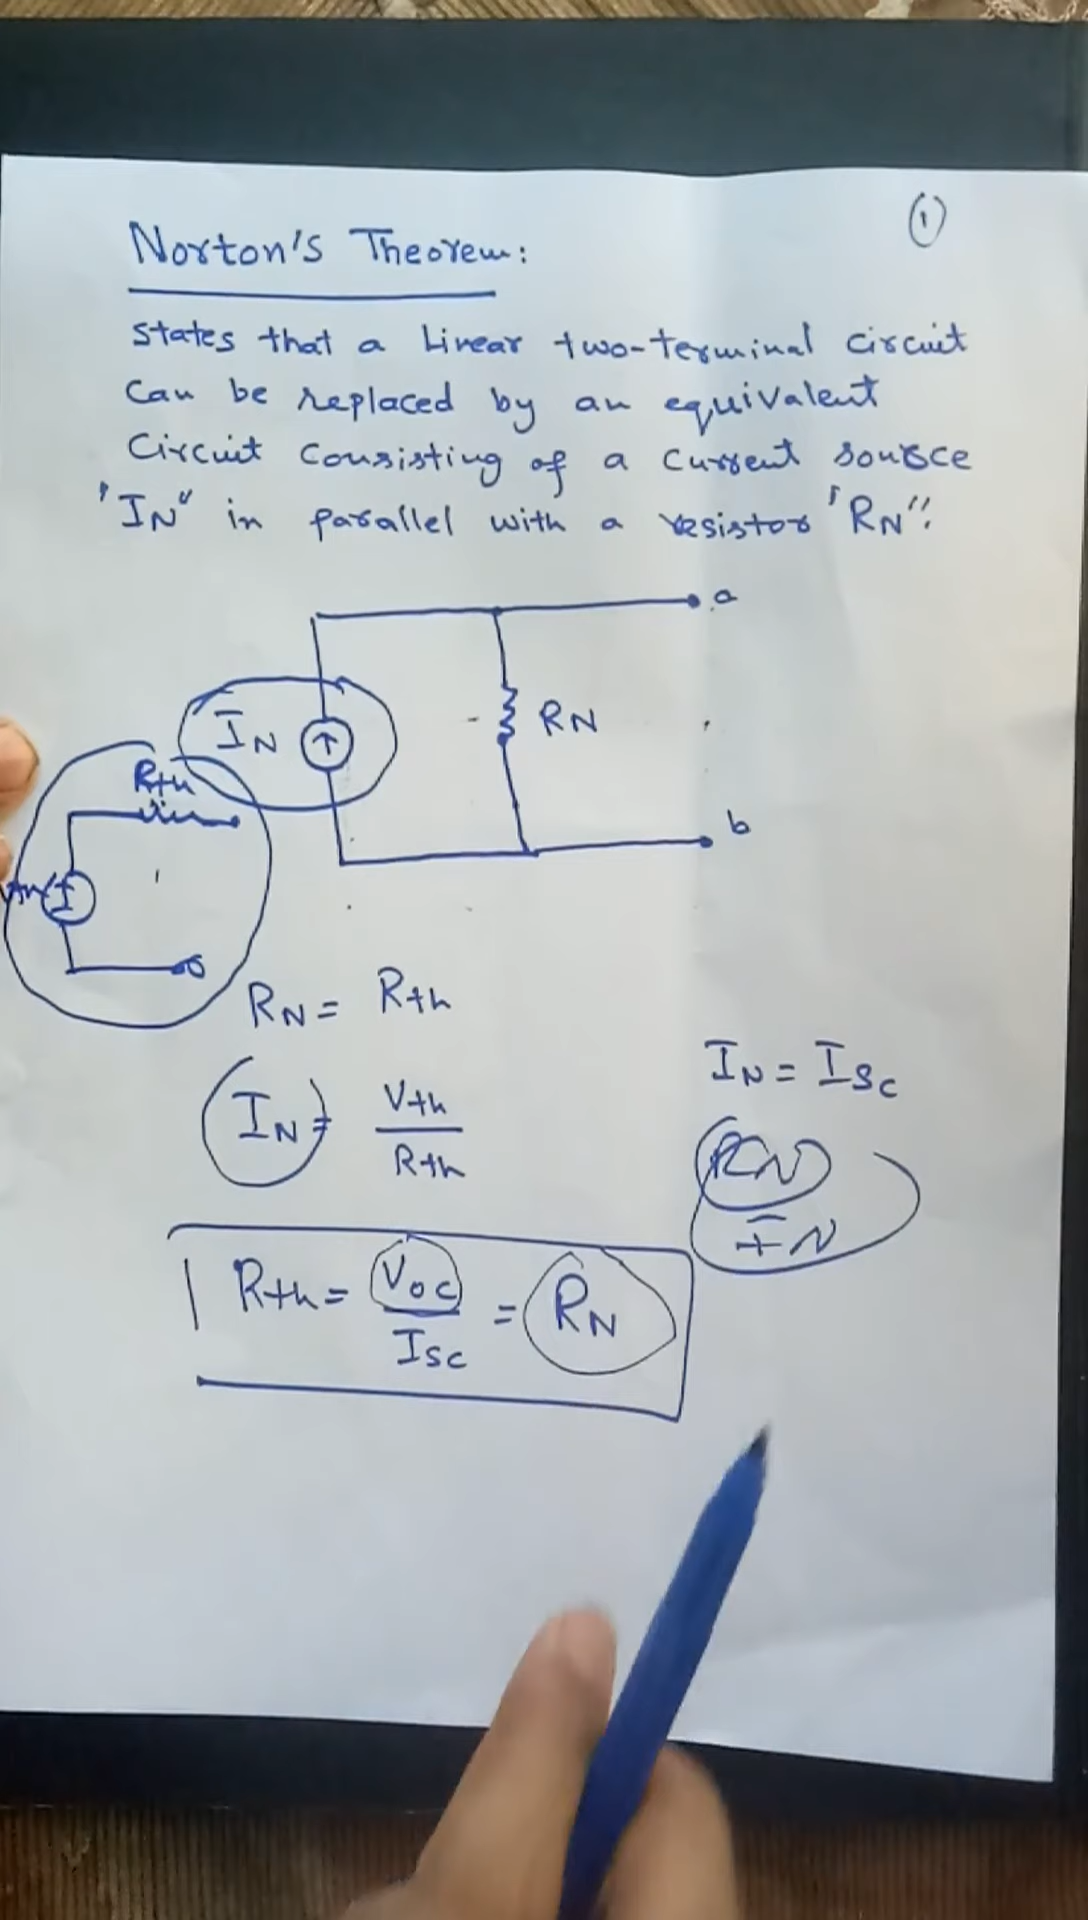 1
Norton's Theorem:
States that a Linear two-terminal circuit
Can be replaced by an equivalent
Circuit Consisting of a Current source
"IN" in parallel with a resistor "RN".
a
IN
RN
Rth
b
RN = Rth
IN = Isc
IN = Vth / Rth
RN
IN
Rth = Voc / Isc = RN